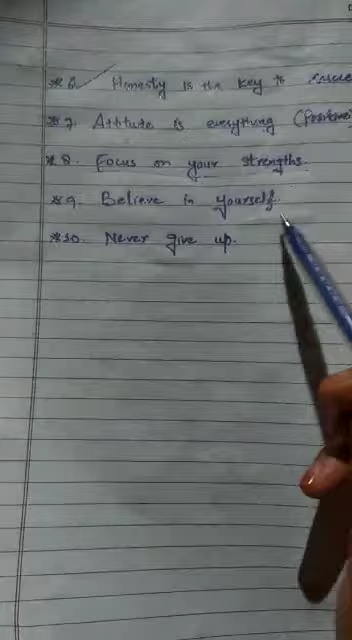 *6. Honesty is the key to
*7. Attitude is everything (Positive
*8. Focus on your strengths.
*9. Believe in yourself.
*10. Never give up.